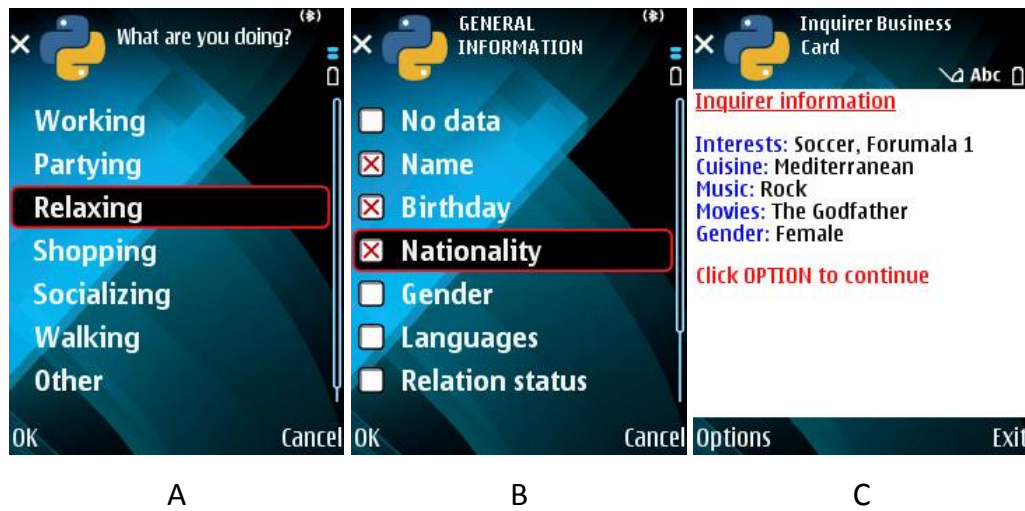 What are you doing?
Working
Partying
Relaxing
Shopping
Socializing
Walking
Other
OK Cancel
GENERAL
INFORMATION
No data
Name
Birthday
Nationality
Gender
Languages
Relation status
OK Cancel
Inquirer Business
Card
Abc
Inquirer information
Interests: Soccer, Forumala 1
Cuisine: Mediterranean
Music: Rock
Movies: The Godfather
Gender: Female
Click OPTION to continue
Options Exit
A B C